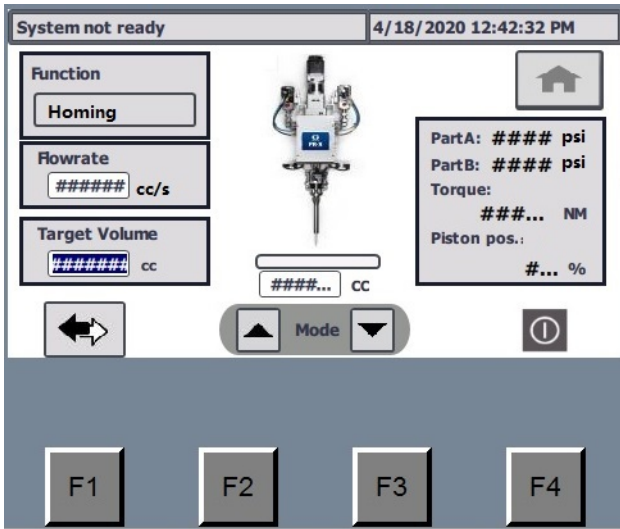 System not ready
4/18/2020 12:42:32 PM
Function
Homing
Flowrate
###### cc/s
Target Volume
####### cc
PR-X
####... cc
PartA: #### psi
PartB: #### psi
Torque:
###... NM
Piston pos.:
#... %
Mode
F1
F2
F3
F4